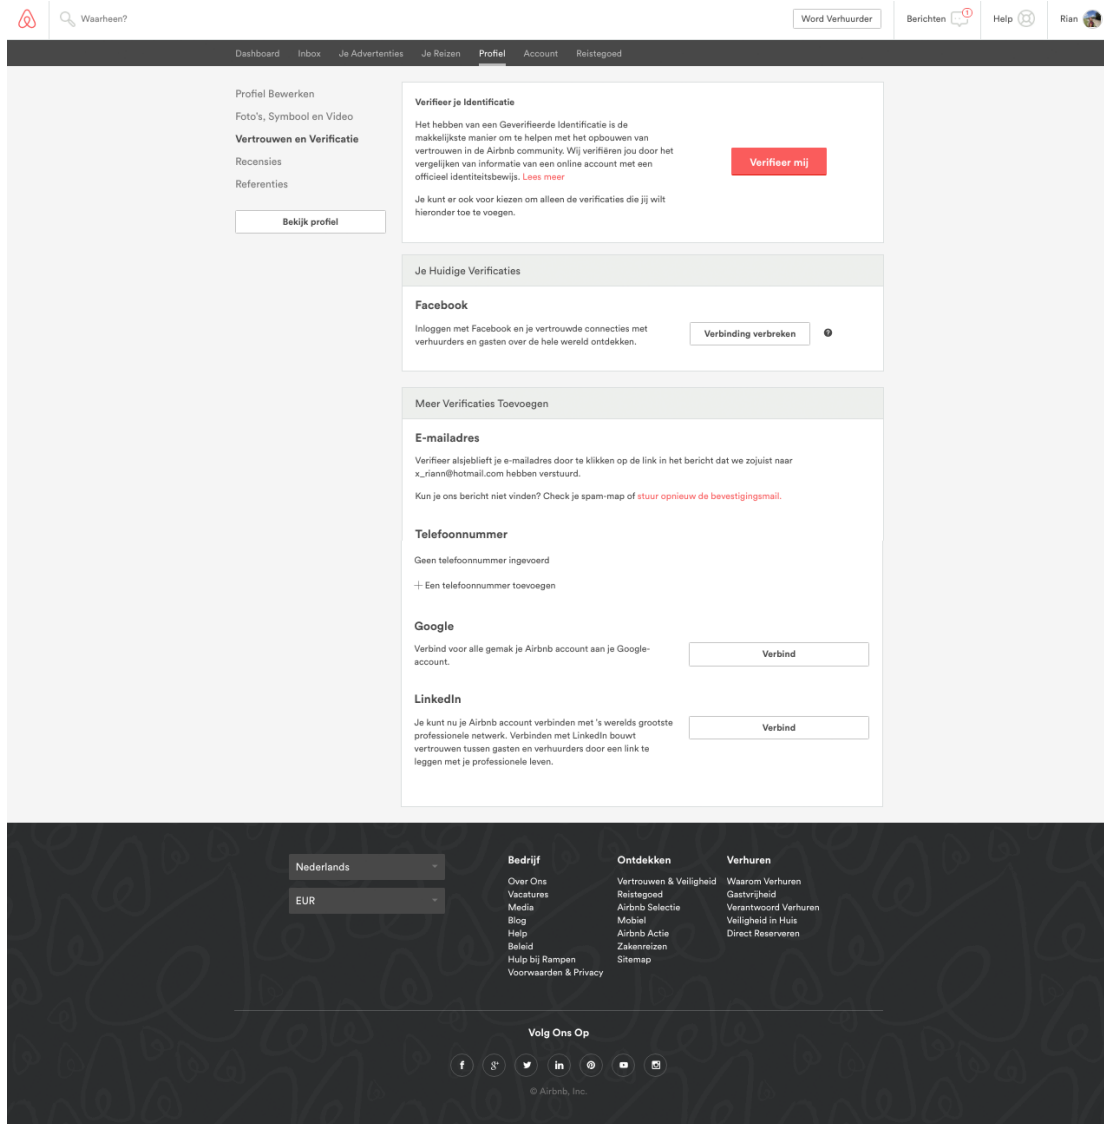 Waarheen?
Word Verhuurder
Berichten
1
Help
Rian
Dashboard
Inbox
Je Advertenties
Je Reizen
Profiel
Account
Reistegoed
Profiel Bewerken
Foto's, Symbool en Video
Vertrouwen en Verificatie
Recensies
Referenties
Bekijk profiel
Verifieer je Identificatie
Het hebben van een Geverifieerde Identificatie is de
makkelijkste manier om te helpen met het opbouwen van
vertrouwen in de Airbnb community. Wij verifiëren jou door het
vergelijken van informatie van een online account met een
officieel identiteitsbewijs. Lees meer
Je kunt er ook voor kiezen om alleen de verificaties die jij wilt
hieronder toe te voegen.
Verifieer mij
Je Huidige Verificaties
Facebook
Inloggen met Facebook en je vertrouwde connecties met
verhuurders en gasten over de hele wereld ontdekken.
Verbinding verbreken
?
Meer Verificaties Toevoegen
E-mailadres
Verifieer alsjeblieft je e-mailadres door te klikken op de link in het bericht dat we zojuist naar
x_riann@hotmail.com hebben verstuurd.
Kun je ons bericht niet vinden? Check je spam-map of stuur opnieuw de bevestigingsmail.
Telefoonnummer
Geen telefoonnummer ingevoerd
+ Een telefoonnummer toevoegen
Google
Verbind voor alle gemak je Airbnb account aan je Google-
account.
Verbind
LinkedIn
Je kunt nu je Airbnb account verbinden met 's werelds grootste
professionele netwerk. Verbinden met LinkedIn bouwt
vertrouwen tussen gasten en verhuurders door een link te
leggen met je professionele leven.
Verbind
Nederlands
EUR
Bedrijf
Over Ons
Vacatures
Media
Blog
Help
Beleid
Hulp bij Rampen
Voorwaarden & Privacy
Ontdekken
Vertrouwen & Veiligheid
Reistegoed
Airbnb Selectie
Mobiel
Airbnb Actie
Zakenreizen
Sitemap
Verhuren
Waarom Verhuren
Gastvrijheid
Verantwoord Verhuren
Veiligheid in Huis
Direct Reserveren
Volg Ons Op
© Airbnb, Inc.